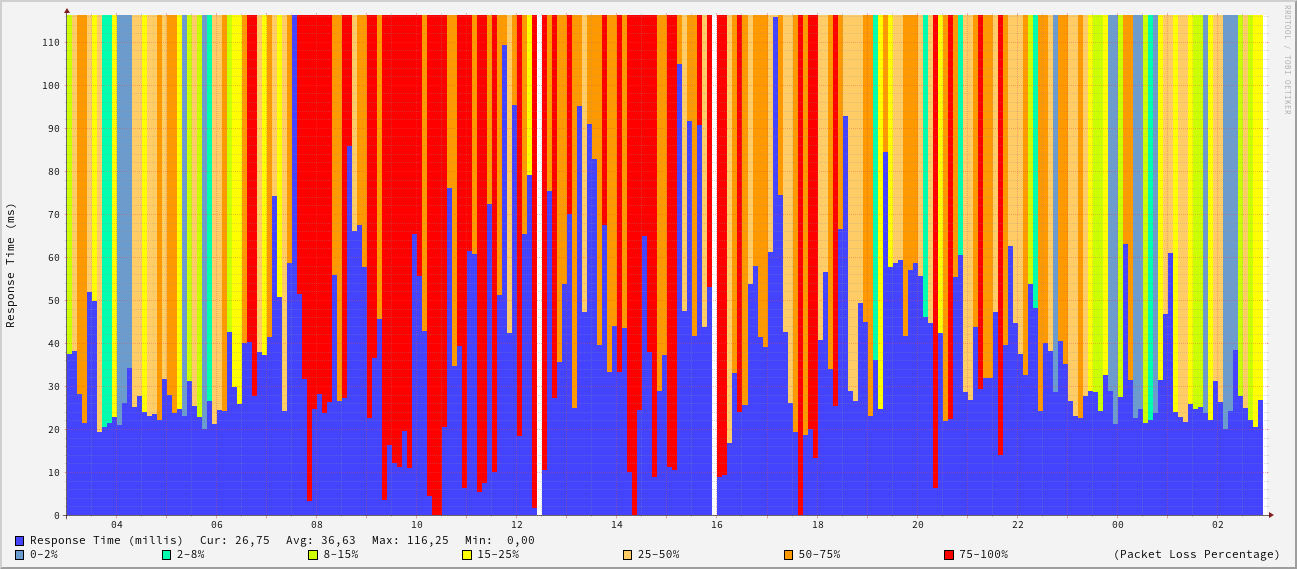 RRDTOOL / TOBI OETIKER
Response Time (ms)
110
100
90
80
70
60
50
40
30
20
10
0
04 06 08 10 12 14 16 18 20 22 00 02
Response Time (millis) Cur: 26,75 Avg: 36,63 Max: 116,25 Min: 0,00
0-2% 2-8% 8-15% 15-25% 25-50% 50-75% 75-100% (Packet Loss Percentage)